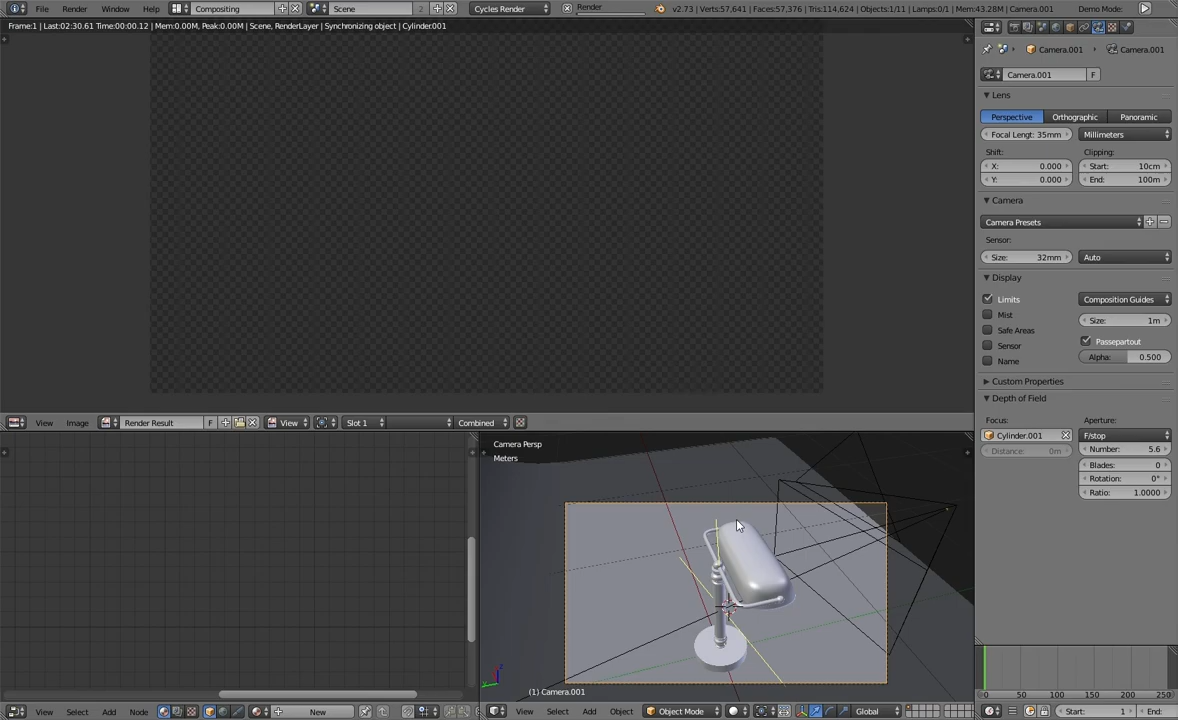 File Render Window Help Compositing Scene 2 Cycles Render Render v2.73 | Verts:57,641 | Faces:57,376 | Tris:114,624 | Objects:1/11 | Lamps:0/1 | Mem:43.28M | Camera.001 Demo Mode:
Frame:1 | Last:02:30.61 Time:00:00.12 | Mem:0.00M, Peak:0.00M | Scene, RenderLayer | Synchronizing object | Cylinder.001
Camera.001 Camera.001
Camera.001 F
Lens
Perspective Orthographic Panoramic
Focal Lengt: 35mm Millimeters
Shift: Clipping:
X: 0.000 Start: 10cm
Y: 0.000 End: 100m
Camera
Camera Presets
Sensor:
Size: 32mm Auto
Display
Limits Composition Guides
Mist Size: 1m
Safe Areas
Sensor Passepartout
Name Alpha: 0.500
Custom Properties
Depth of Field
Focus: Aperture:
Cylinder.001 F/stop
Distance: 0m Number: 5.6
Blades: 0
Rotation: 0°
Ratio: 1.0000
View Image Render Result F View Slot 1 Combined
Camera Persp
Meters
(1) Camera.001
0 50 100 150 200 250
View Select Add Node New View Select Add Object Object Mode Global Start: 1 End: